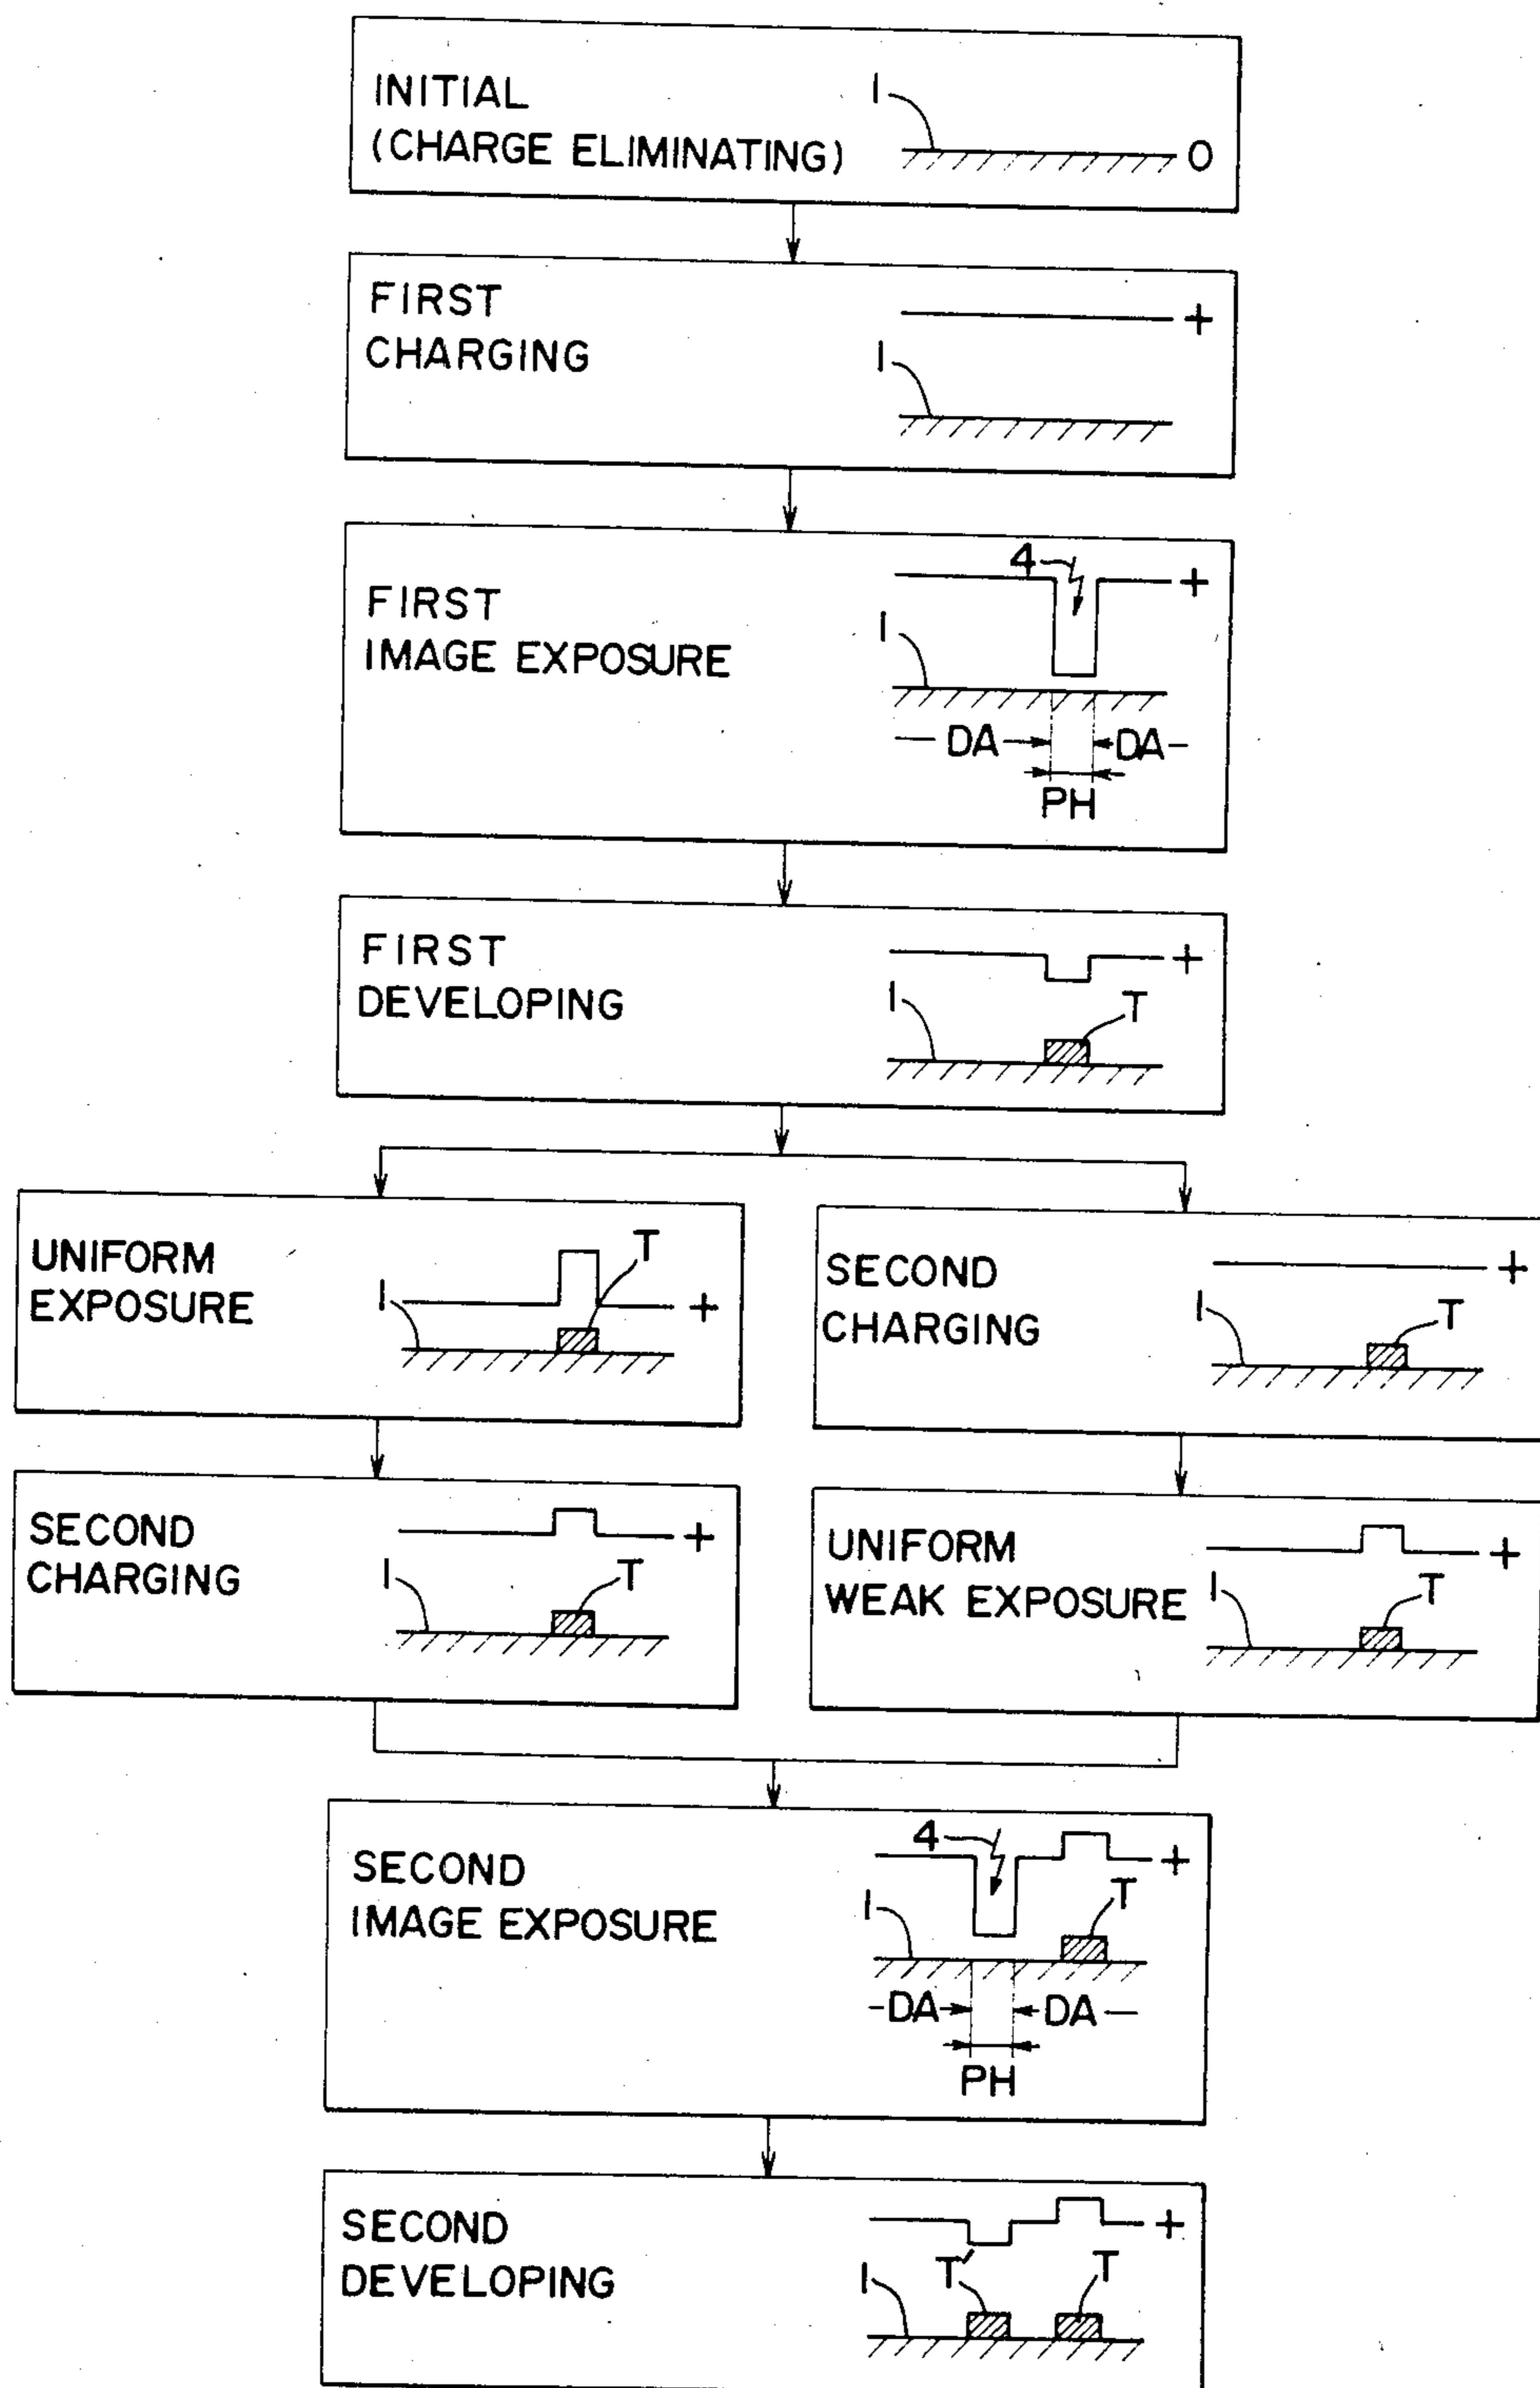 INITIAL
(CHARGE ELIMINATING)
1
0
FIRST
CHARGING
+
1
FIRST
IMAGE EXPOSURE
4
+
1
DA DA
PH
FIRST
DEVELOPING
+
1
T
UNIFORM
EXPOSURE
T
1
+
SECOND
CHARGING
+
1
T
SECOND
CHARGING
+
1
T
UNIFORM
WEAK EXPOSURE
+
1
T
SECOND
IMAGE EXPOSURE
4
+
1
T
DA DA
PH
SECOND
DEVELOPING
+
1
T'
T